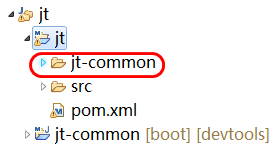 jt
jt
jt-common
src
pom.xml
jt-common [boot] [devtools]